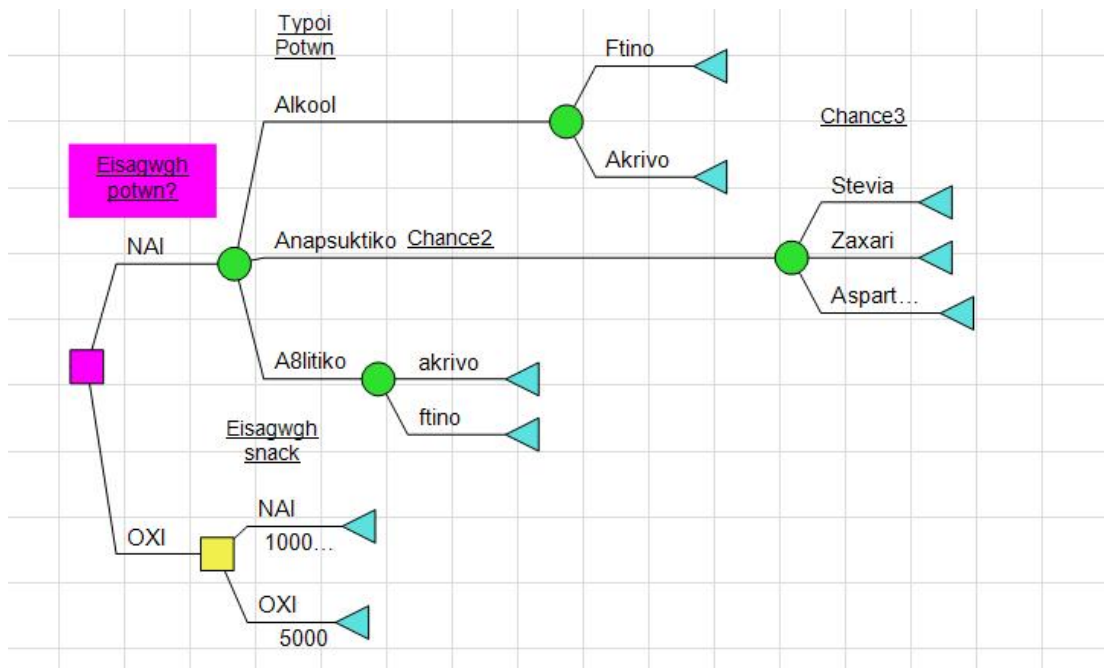 Typoi
Potwn
Ftino
Alkool
Chance3
Akrivo
Eisagwgh
potwn?
Stevia
NAI
Anapsuktiko Chance2
Zaxari
Aspart...
A8litiko
akrivo
ftino
Eisagwgh
snack
NAI
1000...
OXI
OXI
5000